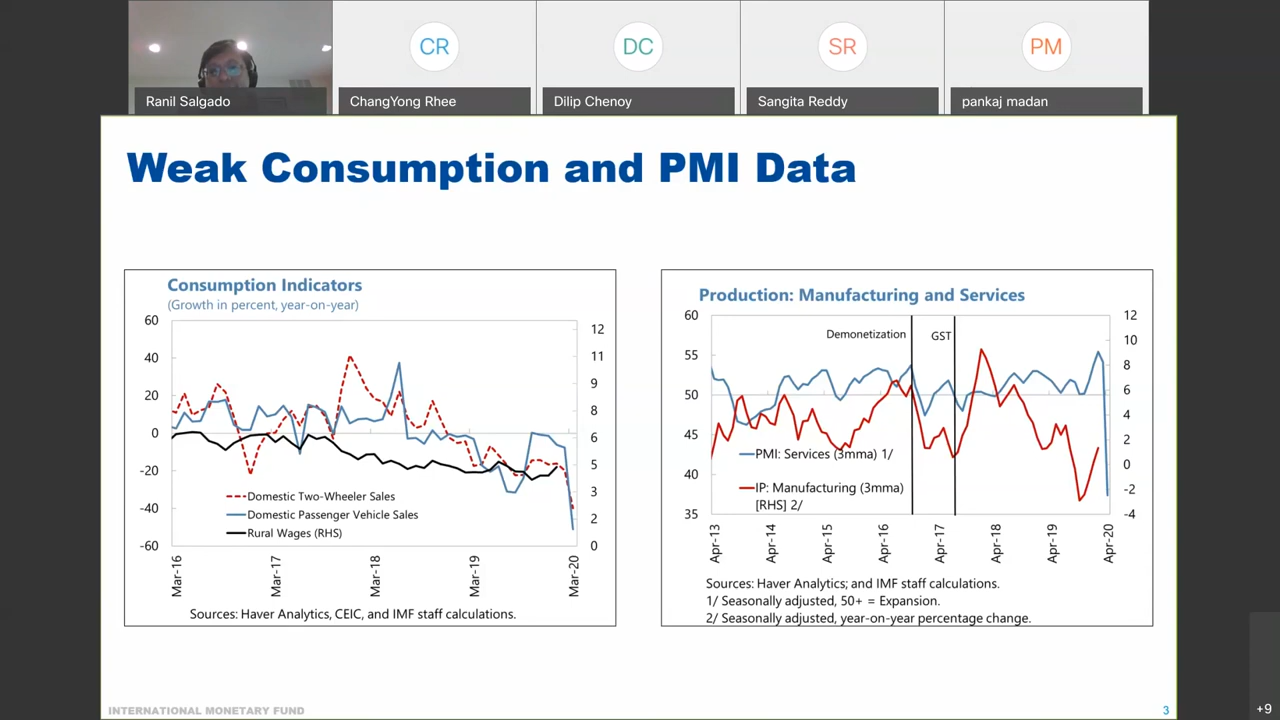 CR
DC
SR
PM
Ranil Salgado
ChangYong Rhee
Dilip Chenoy
Sangita Reddy
pankaj madan
Weak Consumption and PMI Data
Consumption Indicators
(Growth in percent, year-on-year)
60
40
20
0
-20
-40
-60
12
11
9
8
6
5
3
2
0
Domestic Two-Wheeler Sales
Domestic Passenger Vehicle Sales
Rural Wages (RHS)
Mar-16
Mar-17
Mar-18
Mar-19
Mar-20
Sources: Haver Analytics, CEIC, and IMF staff calculations.
Production: Manufacturing and Services
60
55
50
45
40
35
12
10
8
6
4
2
0
-2
-4
Demonetization
GST
PMI: Services (3mma) 1/
IP: Manufacturing (3mma)
[RHS] 2/
Apr-13
Apr-14
Apr-15
Apr-16
Apr-17
Apr-18
Apr-19
Apr-20
Sources: Haver Analytics; and IMF staff calculations.
1/ Seasonally adjusted, 50+ = Expansion.
2/ Seasonally adjusted, year-on-year percentage change.
INTERNATIONAL MONETARY FUND
3
+9